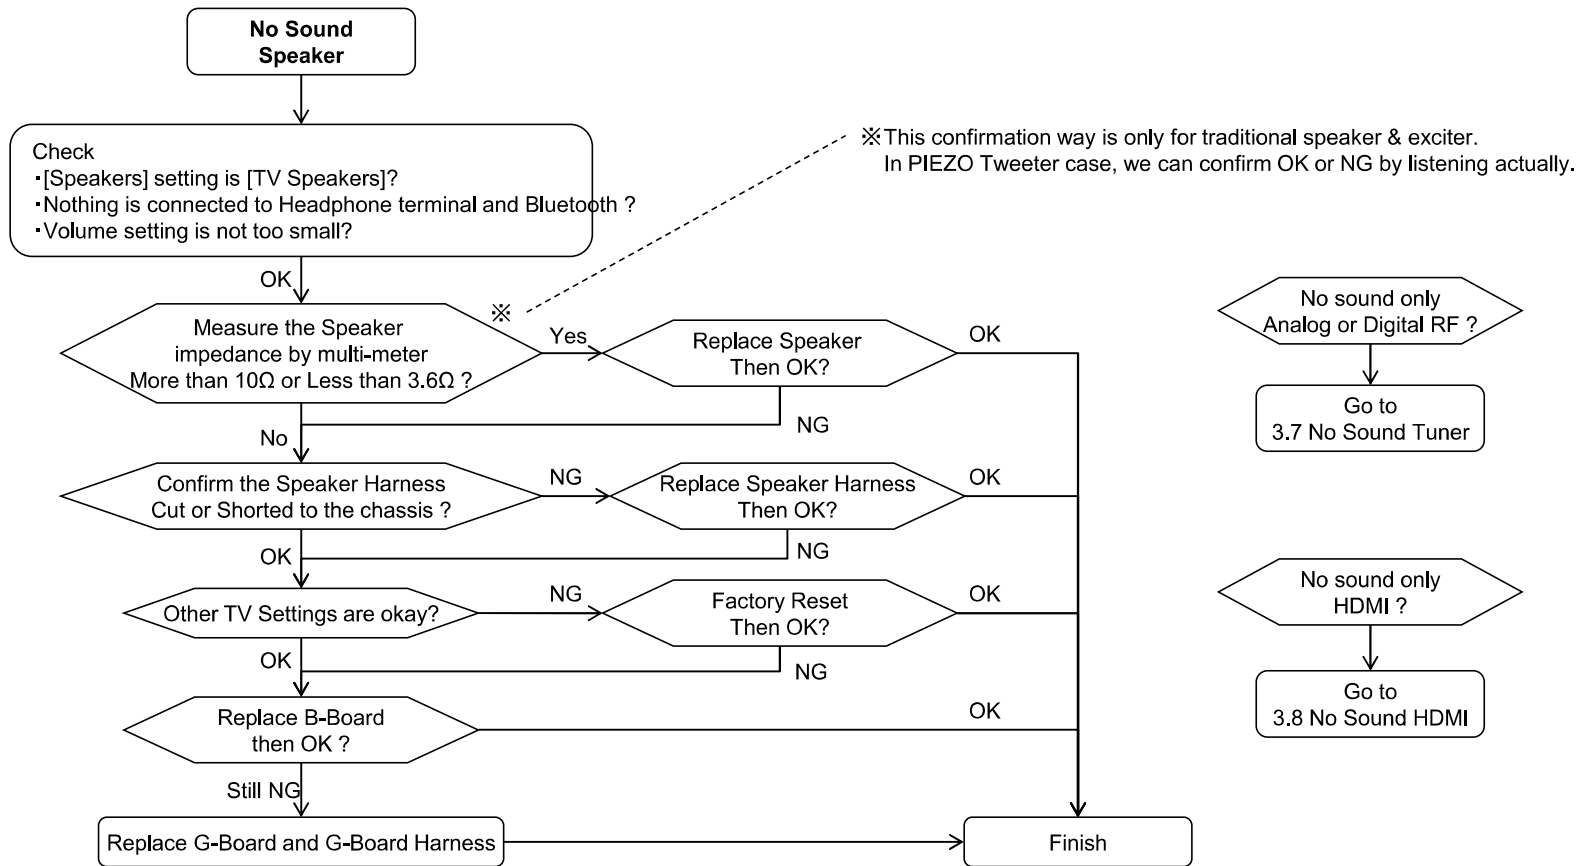 No Sound
Speaker
Check
・[Speakers] setting is [TV Speakers]?
・Nothing is connected to Headphone terminal and Bluetooth ?
・Volume setting is not too small?
※This confirmation way is only for traditional speaker & exciter.
In PIEZO Tweeter case, we can confirm OK or NG by listening actually.
OK
※
Measure the Speaker
impedance by multi-meter
More than 10Ω or Less than 3.6Ω ?
Yes
Replace Speaker
Then OK?
OK
NG
No
Confirm the Speaker Harness
Cut or Shorted to the chassis ?
NG
Replace Speaker Harness
Then OK?
OK
NG
OK
Other TV Settings are okay?
NG
Factory Reset
Then OK?
OK
NG
OK
Replace B-Board
then OK ?
OK
Still NG
Replace G-Board and G-Board Harness
Finish
No sound only
Analog or Digital RF ?
Go to
3.7 No Sound Tuner
No sound only
HDMI ?
Go to
3.8 No Sound HDMI